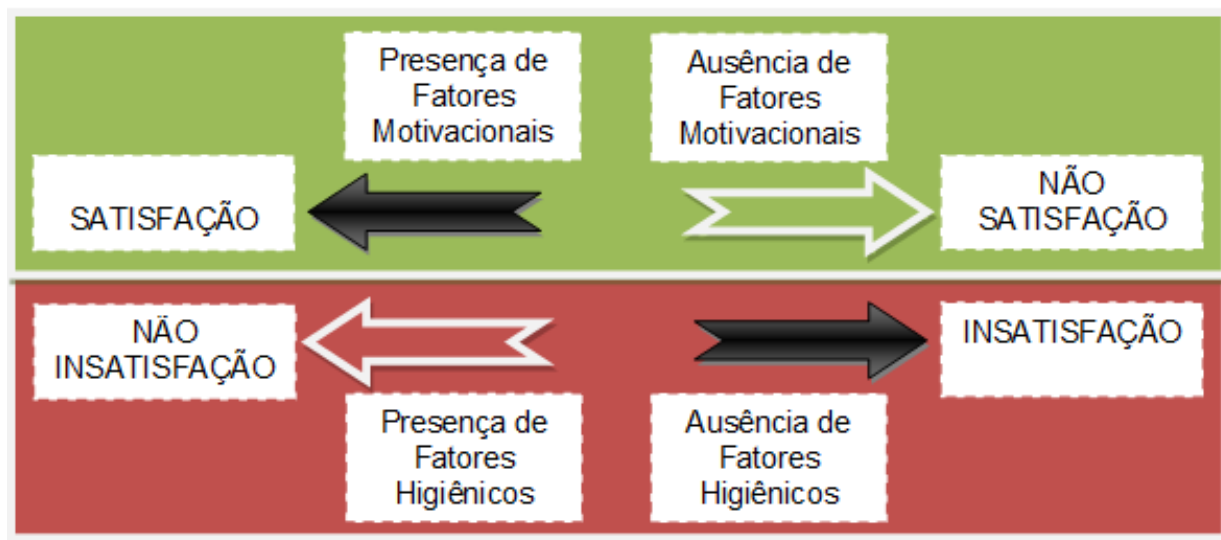 Presença de
Fatores
Motivacionais
Ausência de
Fatores
Motivacionais
SATISFAÇÃO
NÃO
SATISFAÇÃO
NÃO
INSATISFAÇÃO
INSATISFAÇÃO
Presença de
Fatores
Higiênicos
Ausência de
Fatores
Higiênicos